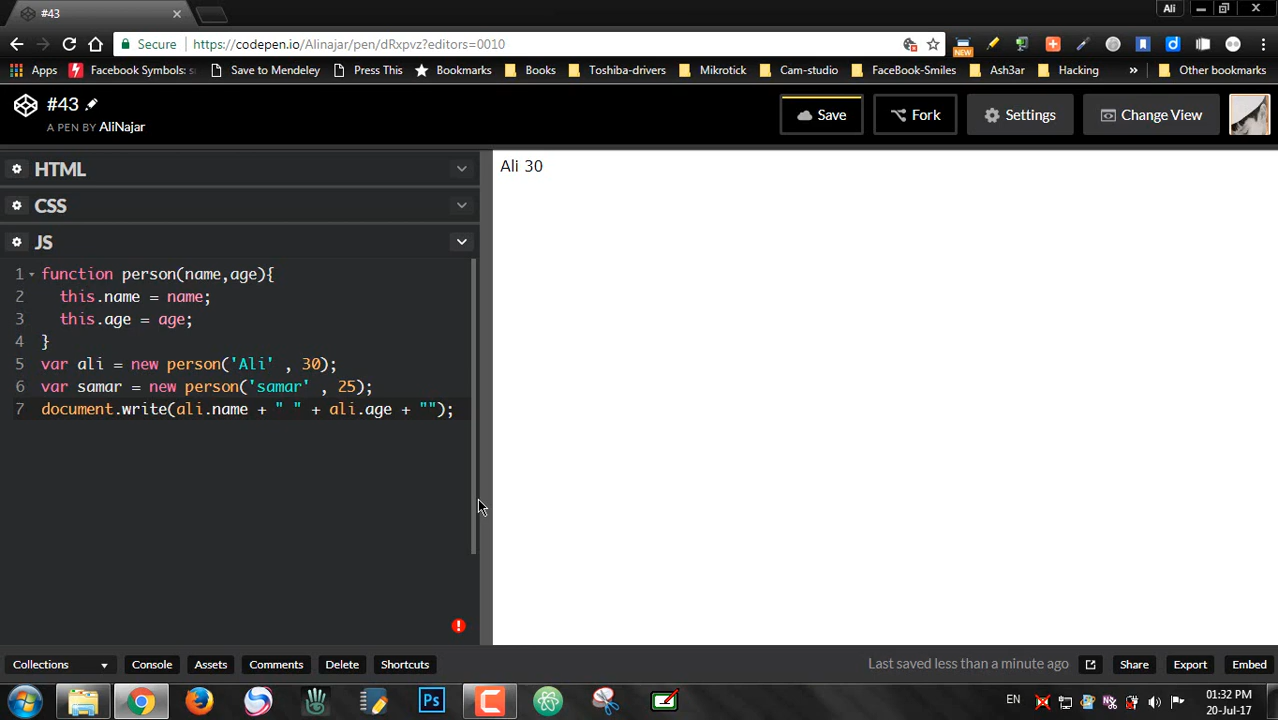 #43
Ali
Secure https://codepen.io/Alinajar/pen/dRxpvz?editors=0010
NEW
Apps Facebook Symbols: s Save to Mendeley Press This Bookmarks Books Toshiba-drivers Mikrotick Cam-studio FaceBook-Smiles Ash3ar Hacking » Other bookmarks
#43
A PEN BY AliNajar
Save Fork Settings Change View
HTML
CSS
JS
1 function person(name,age){
2 this.name = name;
3 this.age = age;
4 }
5 var ali = new person('Ali' , 30);
6 var samar = new person('samar' , 25);
7 document.write(ali.name + " " + ali.age + "");
Ali 30
Collections Console Assets Comments Delete Shortcuts Last saved less than a minute ago Share Export Embed
Ps
EN
01:32 PM
20-Jul-17